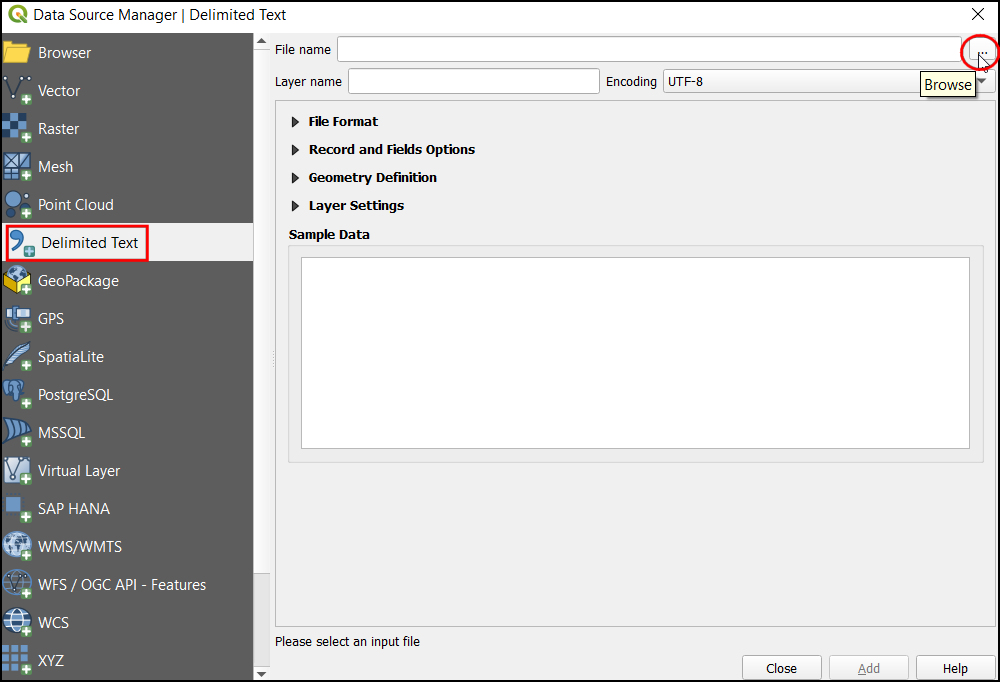 Data Source Manager | Delimited Text
Browser
Vector
Raster
Mesh
Point Cloud
Delimited Text
GeoPackage
GPS
SpatiaLite
PostgreSQL
MSSQL
Virtual Layer
SAP HANA
WMS/WMTS
WFS / OGC API - Features
WCS
XYZ
File name
...
Layer name
Encoding UTF-8
Browse
File Format
Record and Fields Options
Geometry Definition
Layer Settings
Sample Data
Please select an input file
Close Add Help